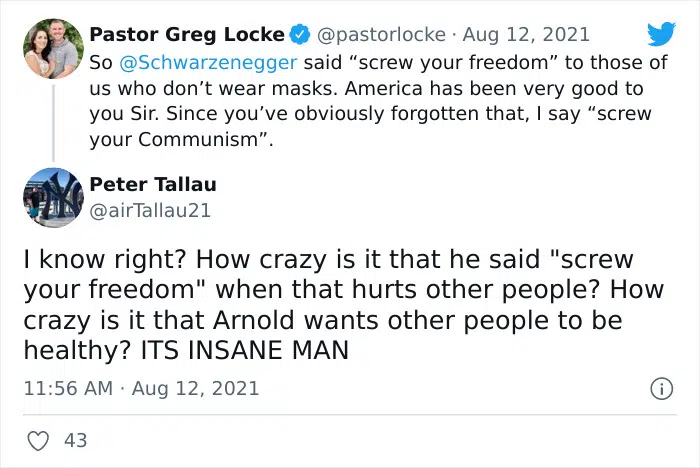 Pastor Greg Locke @pastorlocke · Aug 12, 2021
So @Schwarzenegger said “screw your freedom” to those of
us who don’t wear masks. America has been very good to
you Sir. Since you’ve obviously forgotten that, I say “screw
your Communism”.
Peter Tallau
@airTallau21
I know right? How crazy is it that he said "screw
your freedom" when that hurts other people? How
crazy is it that Arnold wants other people to be
healthy? ITS INSANE MAN
11:56 AM · Aug 12, 2021
43